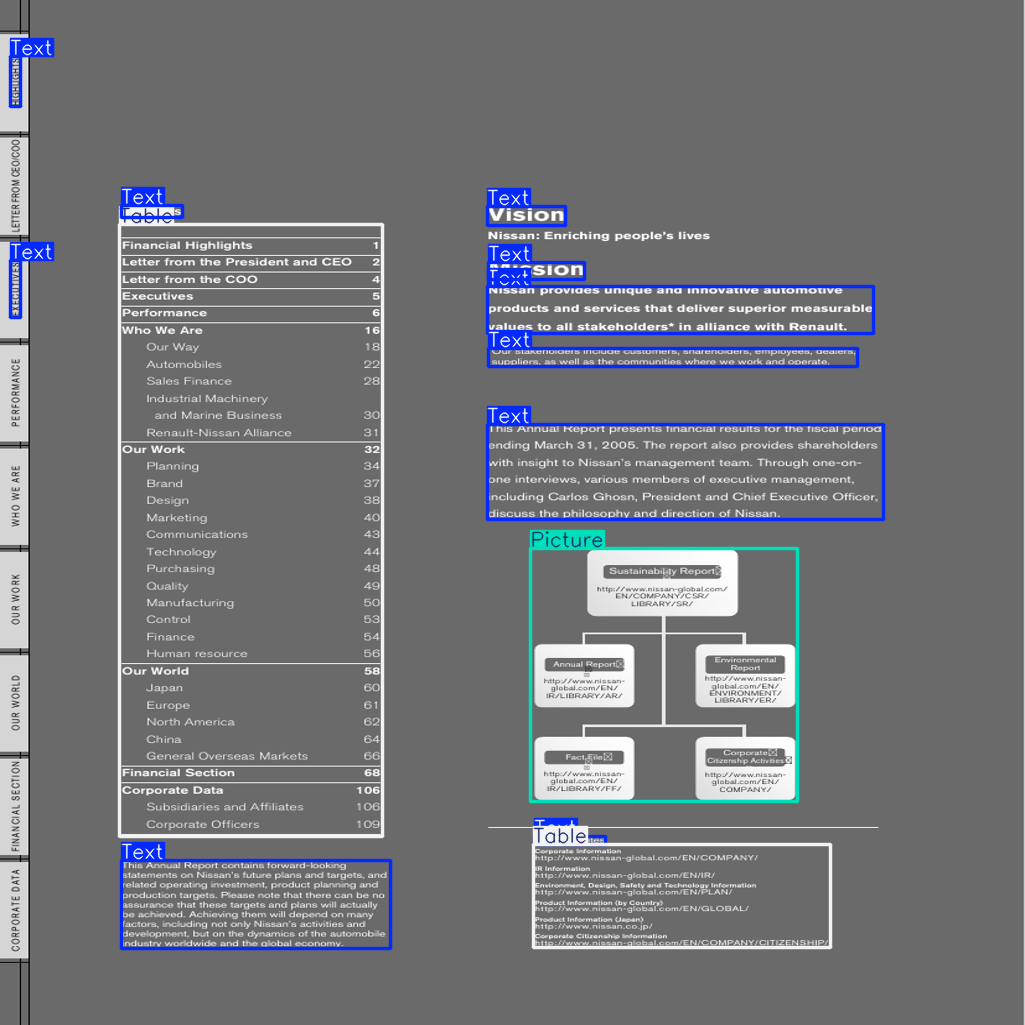 Text
HIGHLIGHTS
LETTER FROM CEO/COO
Text
EXECUTIVES
PERFORMANCE
WHO WE ARE
OUR WORK
OUR WORLD
FINANCIAL SECTION
CORPORATE DATA
Text
Table
Financial Highlights 1
Letter from the President and CEO 2
Letter from the COO 4
Executives 5
Performance 6
Who We Are 16
Our Way 18
Automobiles 22
Sales Finance 28
Industrial Machinery
and Marine Business 30
Renault-Nissan Alliance 31
Our Work 32
Planning 34
Brand 37
Design 38
Marketing 40
Communications 43
Technology 44
Purchasing 48
Quality 49
Manufacturing 50
Control 53
Finance 54
Human resource 56
Our World 58
Japan 60
Europe 61
North America 62
China 64
General Overseas Markets 66
Financial Section 68
Corporate Data 106
Subsidiaries and Affiliates 106
Corporate Officers 109
Text
This Annual Report contains forward-looking
statements on Nissan's future plans and targets, and
related operating investment, product planning and
production targets. Please note that there can be no
assurance that these targets and plans will actually
be achieved. Achieving them will depend on many
factors, including not only Nissan's activities and
development, but on the dynamics of the automobile
industry worldwide and the global economy.
Text
Vision
Nissan: Enriching people's lives
Text
Mission
Text
Nissan provides unique and innovative automotive
products and services that deliver superior measurable
values to all stakeholders* in alliance with Renault.
Text
Our stakeholders include customers, shareholders, employees, dealers,
suppliers, as well as the communities where we work and operate.
Text
This Annual Report presents financial results for the fiscal period
ending March 31, 2005. The report also provides shareholders
with insight to Nissan's management team. Through one-on-
one interviews, various members of executive management,
including Carlos Ghosn, President and Chief Executive Officer,
discuss the philosophy and direction of Nissan.
Picture
Sustainability Report
http://www.nissan-global.com/
EN/COMPANY/CSR/
LIBRARY/SR/
Annual Report
http://www.nissan-
global.com/EN/
IR/LIBRARY/AR/
Environmental
Report
http://www.nissan-
global.com/EN/
ENVIRONMENT/
LIBRARY/ER/
Fact File
http://www.nissan-
global.com/EN/
IR/LIBRARY/FF/
Corporate
Citizenship Activities
http://www.nissan-
global.com/EN/
COMPANY/
Text
Table
Corporate Information
http://www.nissan-global.com/EN/COMPANY/
IR Information
http://www.nissan-global.com/EN/IR/
Environment, Design, Safety and Technology Information
http://www.nissan-global.com/EN/PLAN/
Product Information (by Country)
http://www.nissan-global.com/EN/GLOBAL/
Product Information (Japan)
http://www.nissan.co.jp/
Corporate Citizenship Information
http://www.nissan-global.com/EN/COMPANY/CITIZENSHIP/